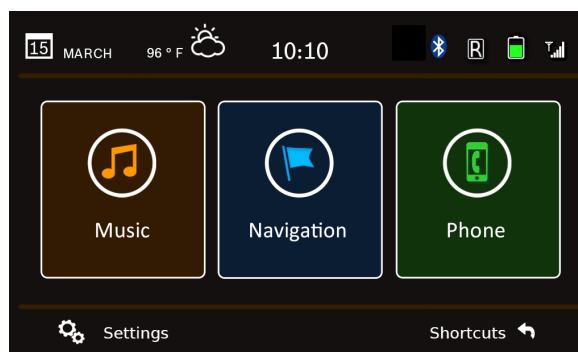 15 MARCH 96 ° F 10:10 R T
Music Navigation Phone
Settings Shortcuts